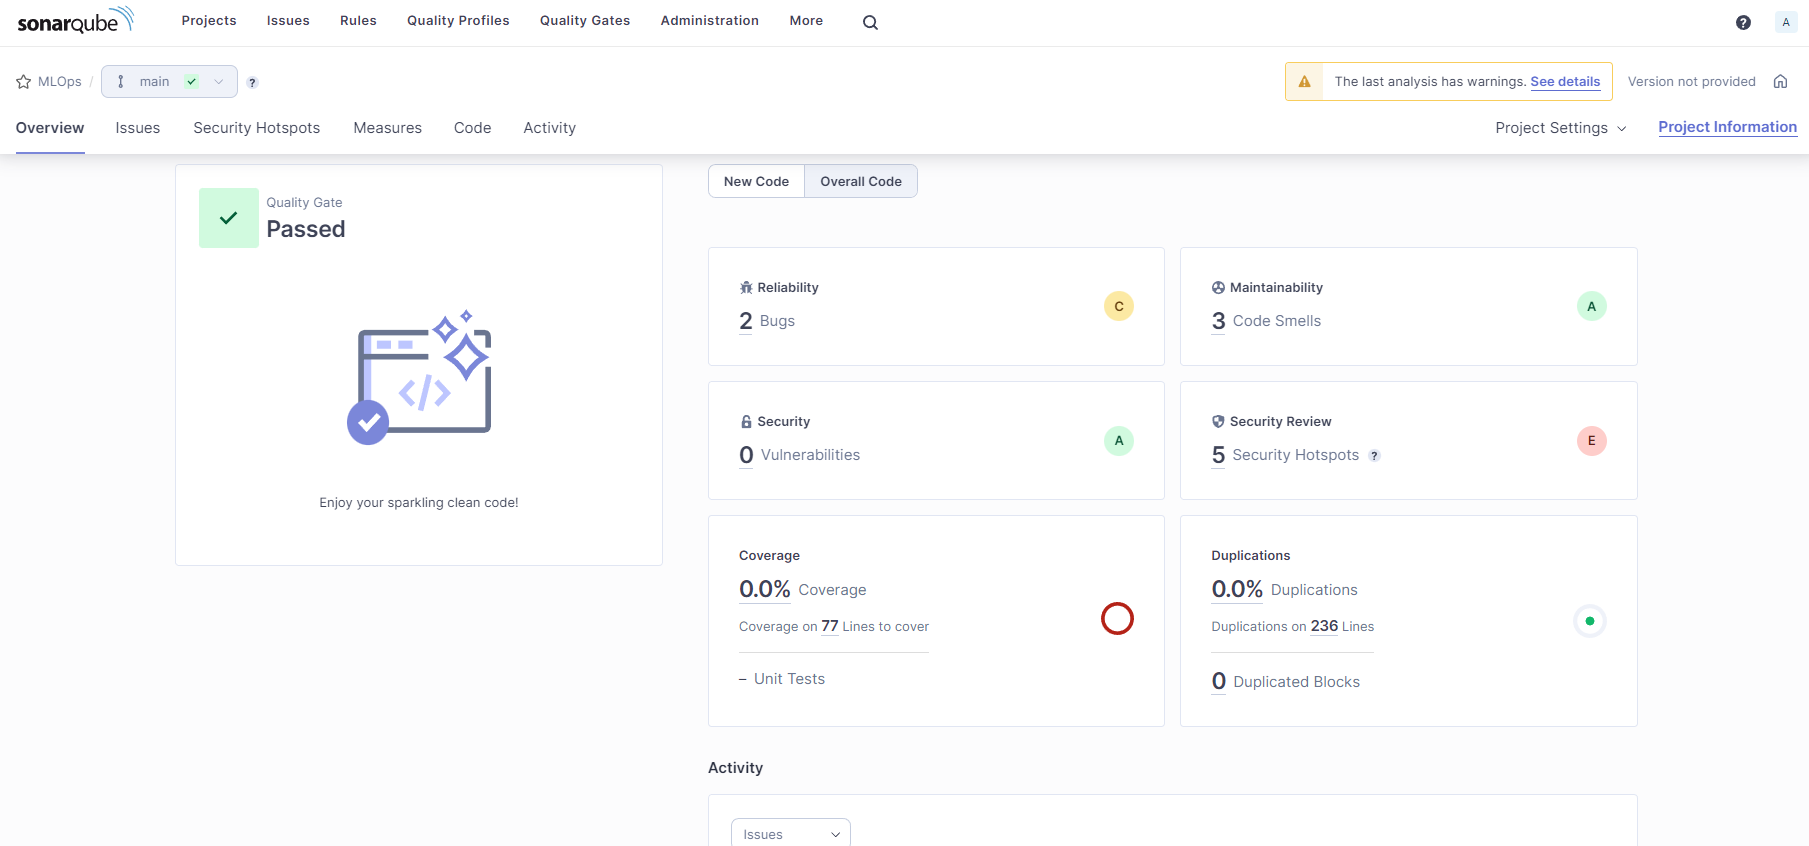 sonarqube Projects Issues Rules Quality Profiles Quality Gates Administration More ? A
MLOps / main ? The last analysis has warnings. See details Version not provided
Overview Issues Security Hotspots Measures Code Activity Project Settings Project Information
Quality Gate
Passed
</>
Enjoy your sparkling clean code!
New Code Overall Code
Reliability
2 Bugs
C
Maintainability
3 Code Smells
A
Security
0 Vulnerabilities
A
Security Review
5 Security Hotspots ?
E
Coverage
0.0% Coverage
Coverage on 77 Lines to cover
– Unit Tests
Duplications
0.0% Duplications
Duplications on 236 Lines
0 Duplicated Blocks
Activity
Issues